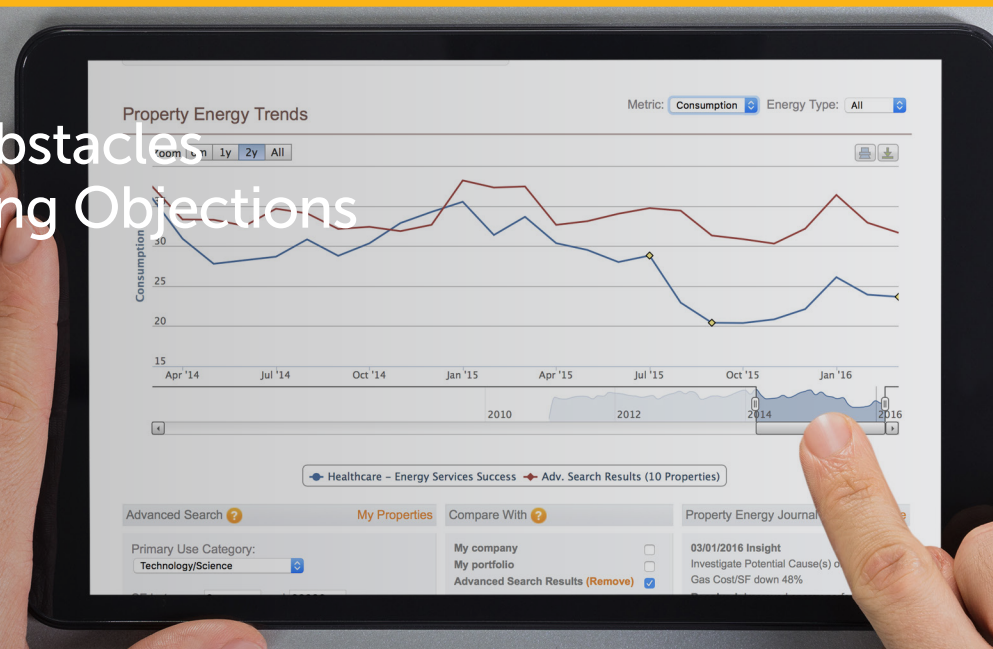 Property Energy Trends
Metric: Consumption Energy Type: All
bstacles
Zoom 1y 2y All
ng Objections
Consumption
30
25
20
15
Apr '14 Jul '14 Oct '14 Jan '15 Apr '15 Jul '15 Oct '15 Jan '16
2010 2012 2014 2016
Healthcare – Energy Services Success Adv. Search Results (10 Properties)
Advanced Search ? My Properties
Primary Use Category:
Technology/Science
Compare With ?
My company
My portfolio
Advanced Search Results (Remove)
Property Energy Journal
03/01/2016 Insight
Investigate Potential Cause(s) o
Gas Cost/SF down 48%